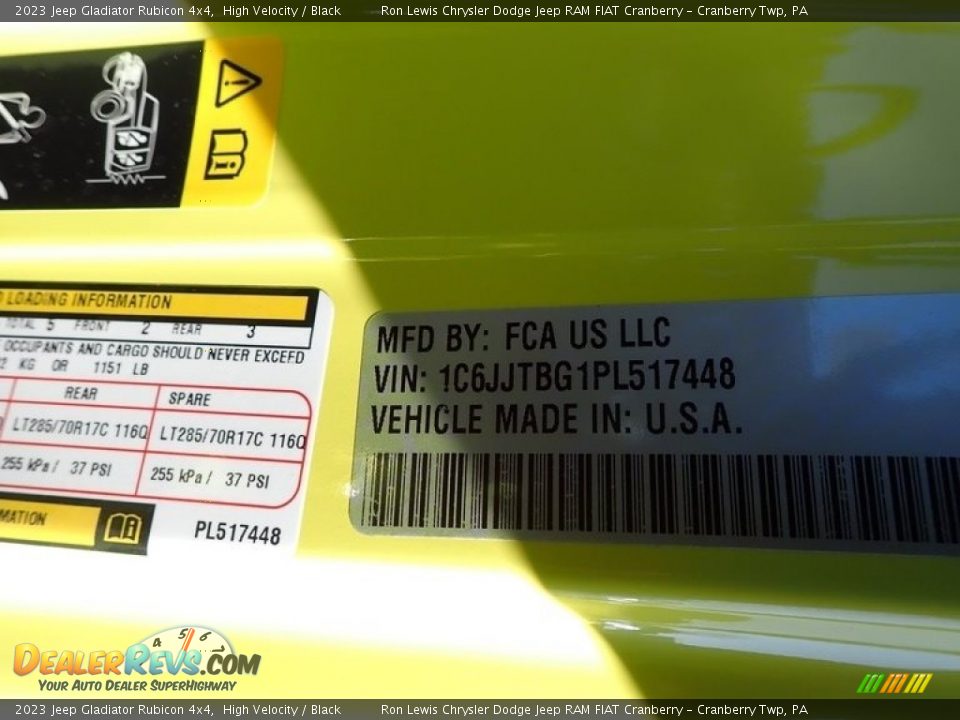 2023 Jeep Gladiator Rubicon 4x4, High Velocity / Black Ron Lewis Chrysler Dodge Jeep RAM FIAT Cranberry – Cranberry Twp, PA
LOADING INFORMATION
TOTAL 5 FRONT 2 REAR 3
OCCUPANTS AND CARGO SHOULD NEVER EXCEED
KG OR 1151 LB
REAR SPARE
LT285/70R17C 116Q LT285/70R17C 116Q
255 kPa / 37 PSI 255 kPa / 37 PSI
PL517448
MFD BY: FCA US LLC
VIN: 1C6JJTBG1PL517448
VEHICLE MADE IN: U.S.A.
4 5 6
DealerRevs.com
Your Auto Dealer SuperHighway
2023 Jeep Gladiator Rubicon 4x4, High Velocity / Black Ron Lewis Chrysler Dodge Jeep RAM FIAT Cranberry – Cranberry Twp, PA